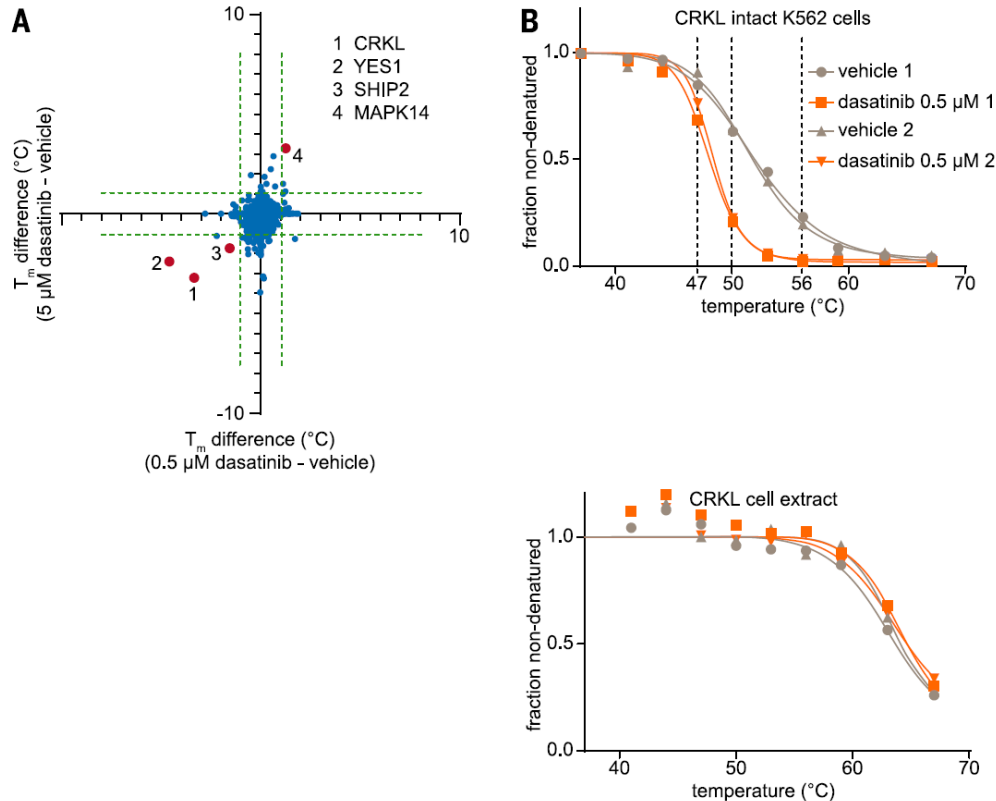 A
10
1 CRKL
2 YES1
3 SHIP2
4 MAPK14
4
3
2
1
10
-10
Tm difference (°C)
(5 µM dasatinib - vehicle)
Tm difference (°C)
(0.5 µM dasatinib - vehicle)
B
CRKL intact K562 cells
vehicle 1
dasatinib 0.5 µM 1
vehicle 2
dasatinib 0.5 µM 2
1.0
0.5
0.0
fraction non-denatured
40 47 50 56 60 70
temperature (°C)
CRKL cell extract
1.0
0.5
0.0
fraction non-denatured
40 50 60 70
temperature (°C)